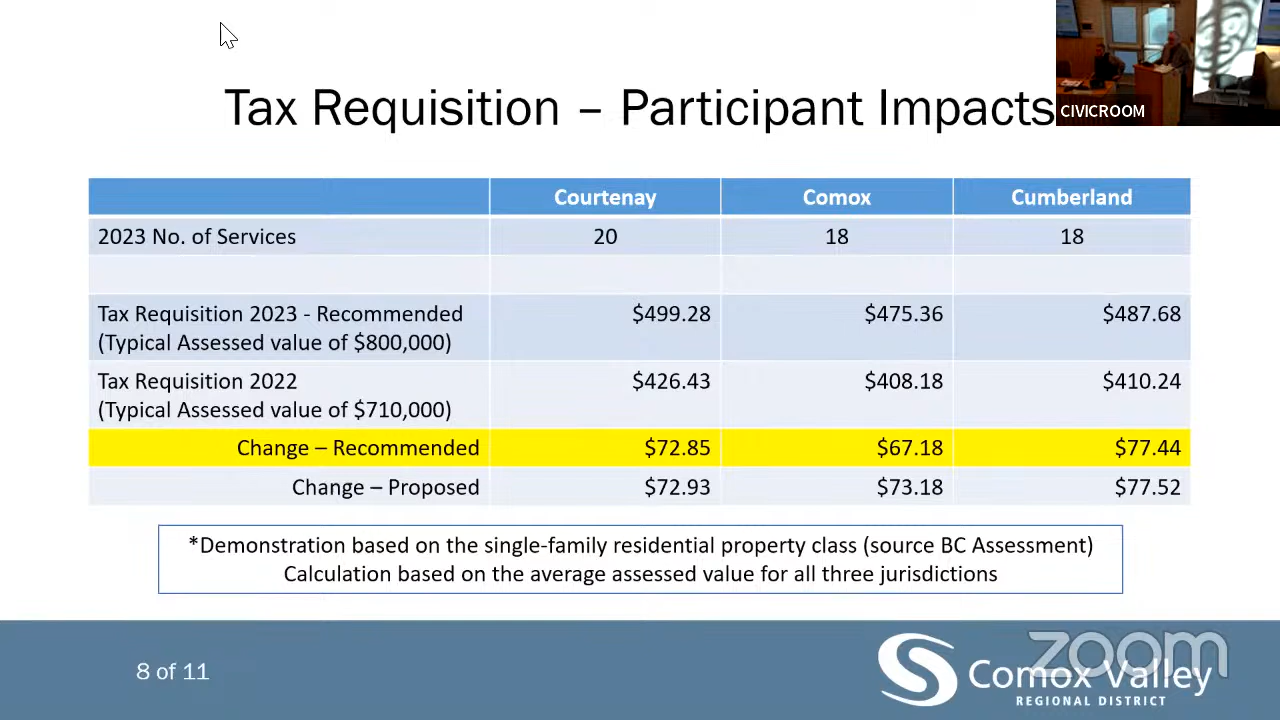 Tax Requisition – Participant Impacts
CIVICROOM
Courtenay Comox Cumberland
2023 No. of Services 20 18 18
Tax Requisition 2023 - Recommended $499.28 $475.36 $487.68
(Typical Assessed value of $800,000)
Tax Requisition 2022 $426.43 $408.18 $410.24
(Typical Assessed value of $710,000)
Change – Recommended $72.85 $67.18 $77.44
Change – Proposed $72.93 $73.18 $77.52
*Demonstration based on the single-family residential property class (source BC Assessment)
Calculation based on the average assessed value for all three jurisdictions
8 of 11
zoom
Comox Valley
REGIONAL DISTRICT